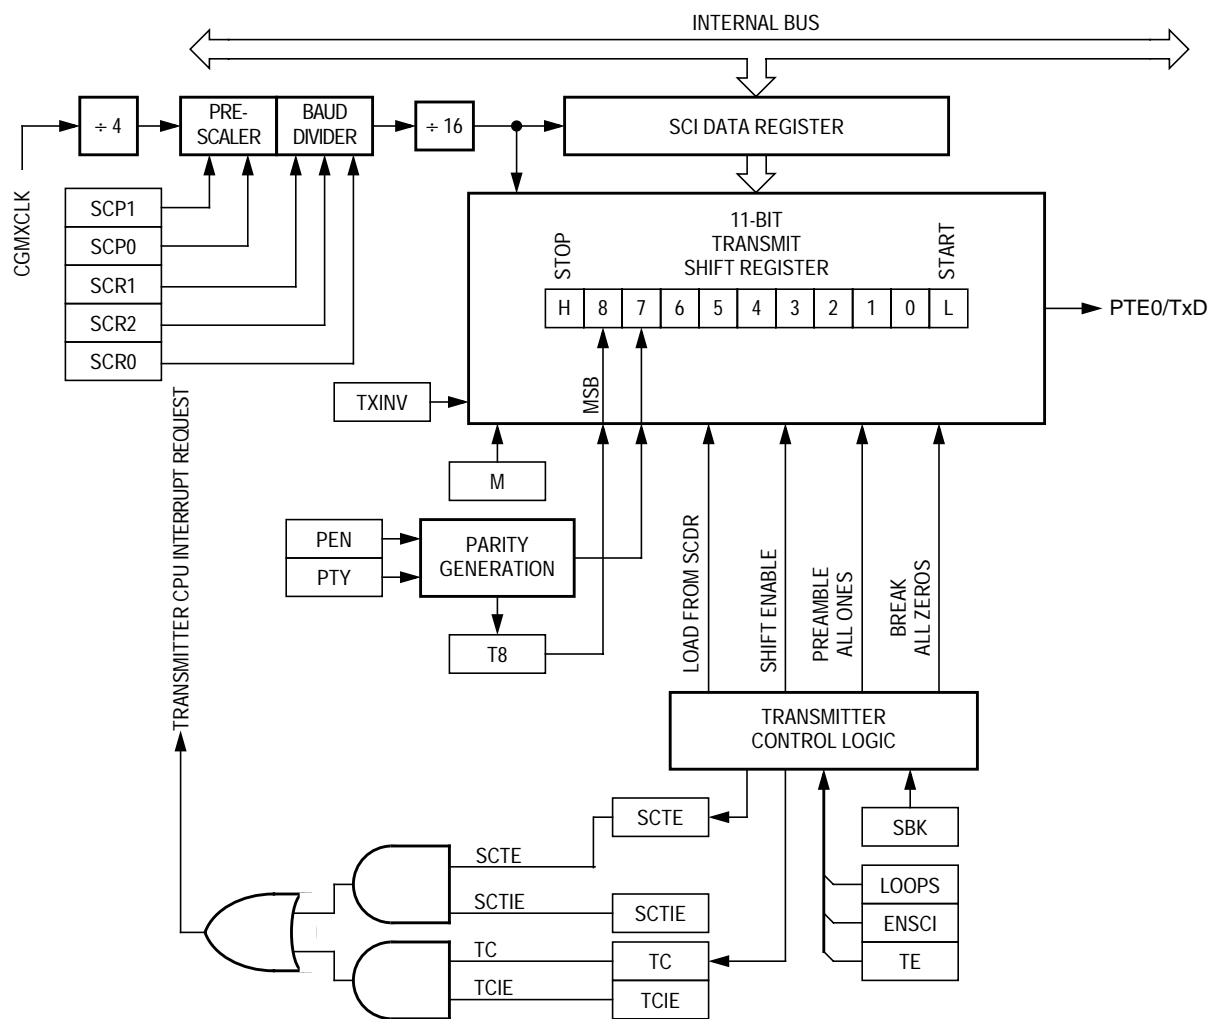 INTERNAL BUS
÷ 4
PRE-
SCALER
BAUD
DIVIDER
÷ 16
SCI DATA REGISTER
CGMXCLK
SCP1
SCP0
SCR1
SCR2
SCR0
11-BIT
TRANSMIT
SHIFT REGISTER
STOP
START
H 8 7 6 5 4 3 2 1 0 L
PTE0/TxD
TXINV
MSB
M
PEN
PTY
PARITY
GENERATION
T8
TRANSMITTER CPU INTERRUPT REQUEST
LOAD FROM SCDR
SHIFT ENABLE
PREAMBLE
ALL ONES
BREAK
ALL ZEROS
TRANSMITTER
CONTROL LOGIC
SCTE
SBK
SCTE
LOOPS
SCTIE
SCTIE
ENSCI
TC
TC
TE
TCIE
TCIE